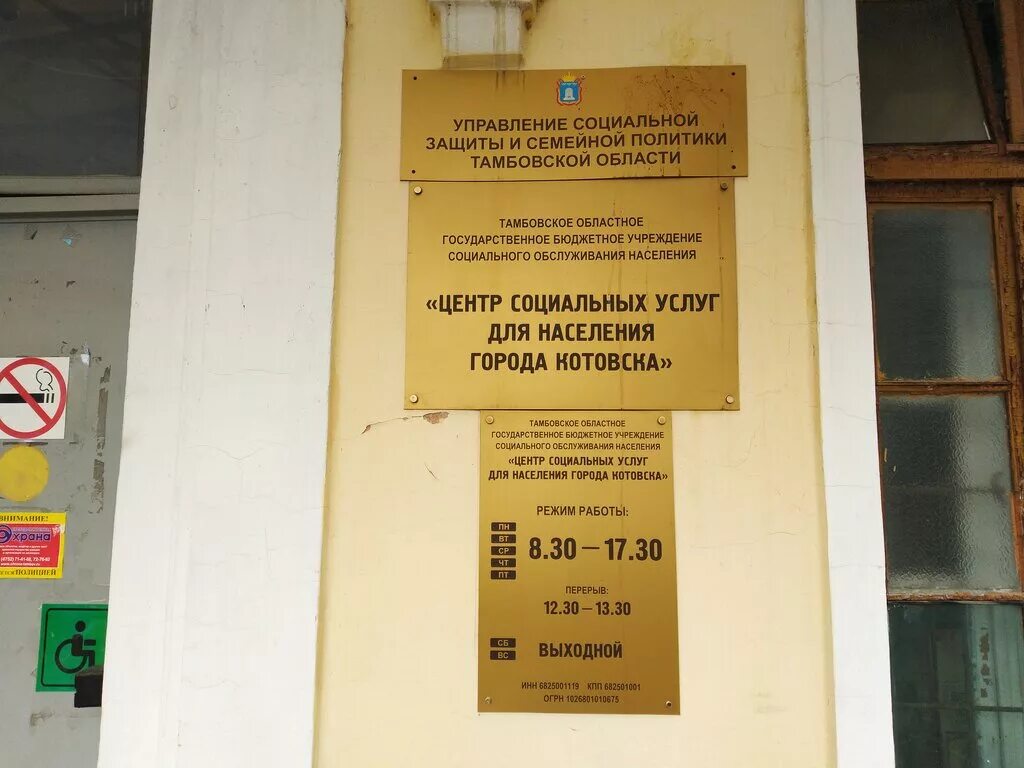 УПРАВЛЕНИЕ СОЦИАЛЬНОЙ
ЗАЩИТЫ И СЕМЕЙНОЙ ПОЛИТИКИ
ТАМБОВСКОЙ ОБЛАСТИ
ТАМБОВСКОЕ ОБЛАСТНОЕ
ГОСУДАРСТВЕННОЕ БЮДЖЕТНОЕ УЧРЕЖДЕНИЕ
СОЦИАЛЬНОГО ОБСЛУЖИВАНИЯ НАСЕЛЕНИЯ
«ЦЕНТР СОЦИАЛЬНЫХ УСЛУГ
ДЛЯ НАСЕЛЕНИЯ
ГОРОДА КОТОВСКА»
ТАМБОВСКОЕ ОБЛАСТНОЕ
ГОСУДАРСТВЕННОЕ БЮДЖЕТНОЕ УЧРЕЖДЕНИЕ
СОЦИАЛЬНОГО ОБСЛУЖИВАНИЯ НАСЕЛЕНИЯ
«ЦЕНТР СОЦИАЛЬНЫХ УСЛУГ
ДЛЯ НАСЕЛЕНИЯ ГОРОДА КОТОВСКА»
РЕЖИМ РАБОТЫ:
ПН
ВТ
СР
ЧТ
ПТ
8.30 — 17.30
ПЕРЕРЫВ:
12.30 — 13.30
СБ
ВС
ВЫХОДНОЙ
ИНН 6825001119 КПП 682501001
ОГРН 1026801010675
ВНИМАНИЕ!
Охрана
ПОЛИЦИЕЙ